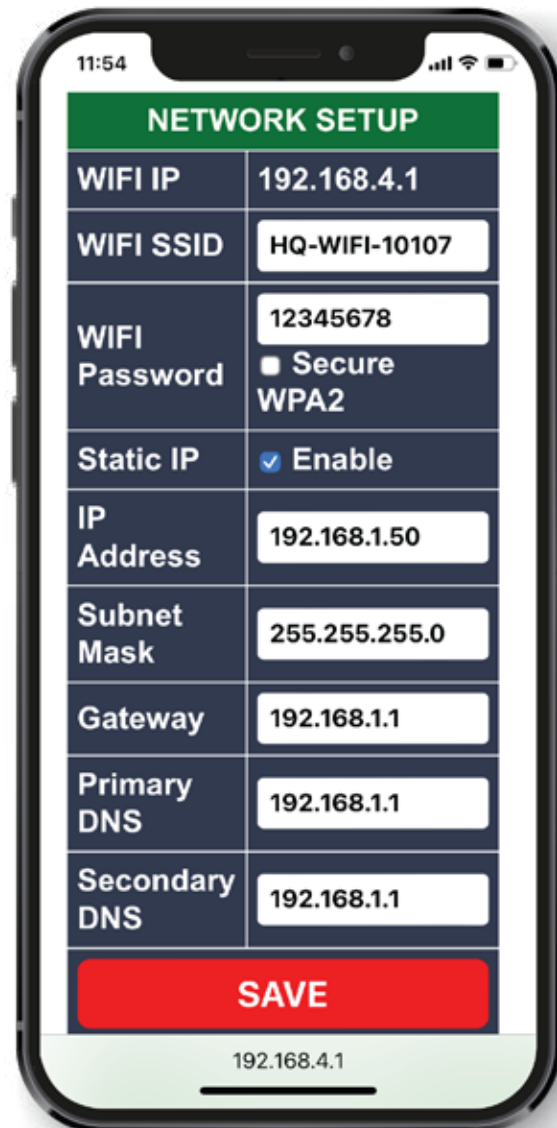 11:54
NETWORK SETUP
WIFI IP
192.168.4.1
WIFI SSID
HQ-WIFI-10107
WIFI
Password
12345678
Secure
WPA2
Static IP
Enable
IP
Address
192.168.1.50
Subnet
Mask
255.255.255.0
Gateway
192.168.1.1
Primary
DNS
192.168.1.1
Secondary
DNS
192.168.1.1
SAVE
192.168.4.1